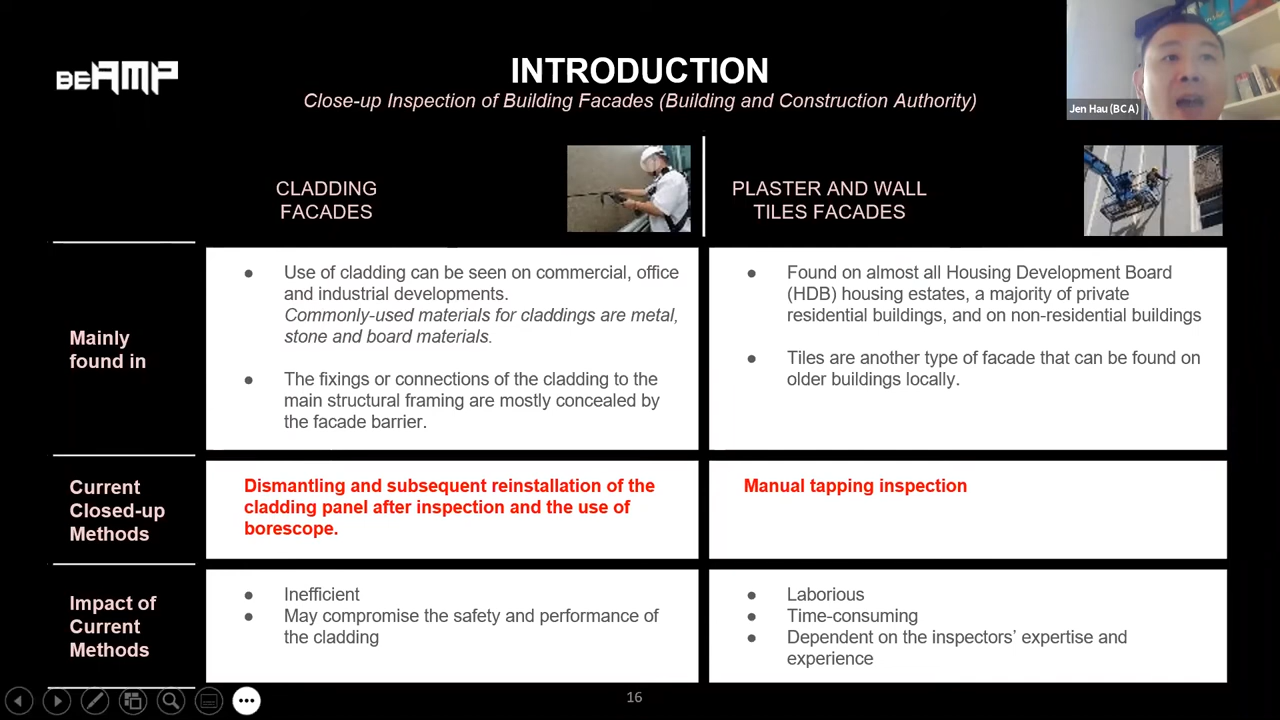 BEAMP
INTRODUCTION
Close-up Inspection of Building Facades (Building and Construction Authority)
Jen Hau (BCA)
CLADDING
FACADES
PLASTER AND WALL
TILES FACADES
Mainly
found in
● Use of cladding can be seen on commercial, office
and industrial developments.
Commonly-used materials for claddings are metal,
stone and board materials.
● The fixings or connections of the cladding to the
main structural framing are mostly concealed by
the facade barrier.
● Found on almost all Housing Development Board
(HDB) housing estates, a majority of private
residential buildings, and on non-residential buildings
● Tiles are another type of facade that can be found on
older buildings locally.
Current
Closed-up
Methods
Dismantling and subsequent reinstallation of the
cladding panel after inspection and the use of
borescope.
Manual tapping inspection
Impact of
Current
Methods
● Inefficient
● May compromise the safety and performance of
the cladding
● Laborious
● Time-consuming
● Dependent on the inspectors’ expertise and
experience
16